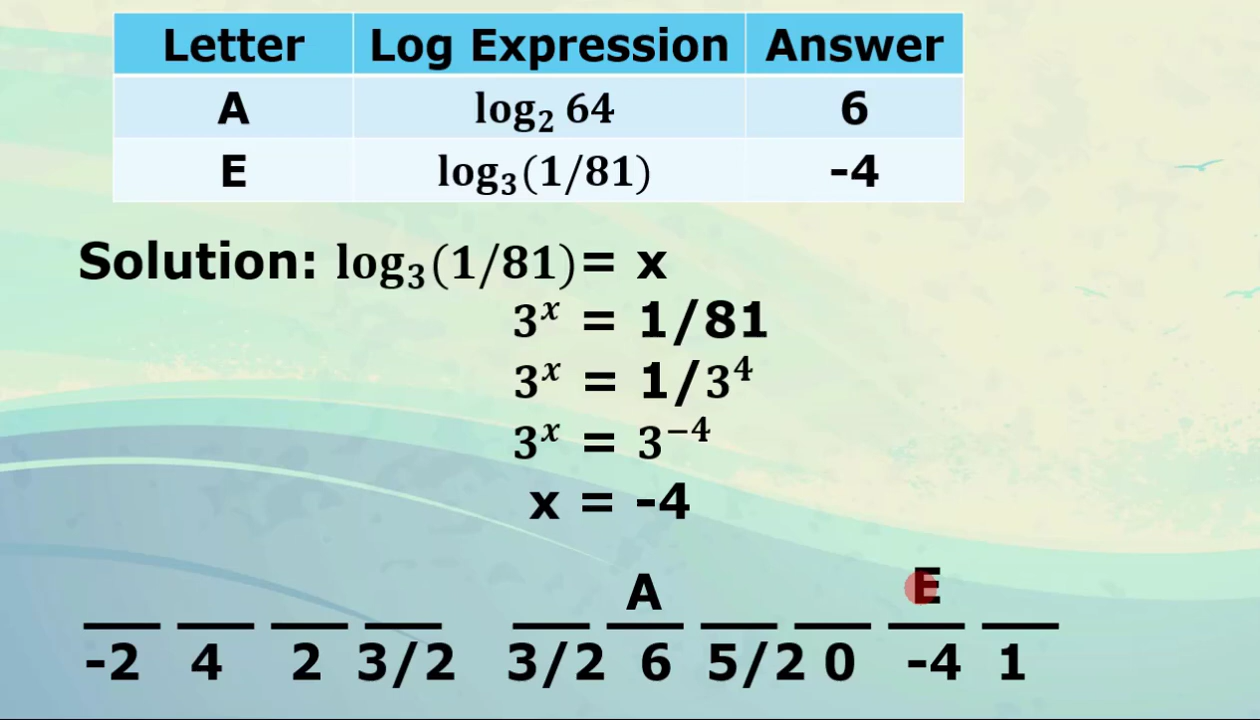 Letter Log Expression Answer
A log₂ 64 6
E log₃(1/81) -4
Solution: log₃(1/81)= x
3ˣ = 1/81
3ˣ = 1/3⁴
3ˣ = 3⁻⁴
x = -4
A E
-2 4 2 3/2 3/2 6 5/2 0 -4 1